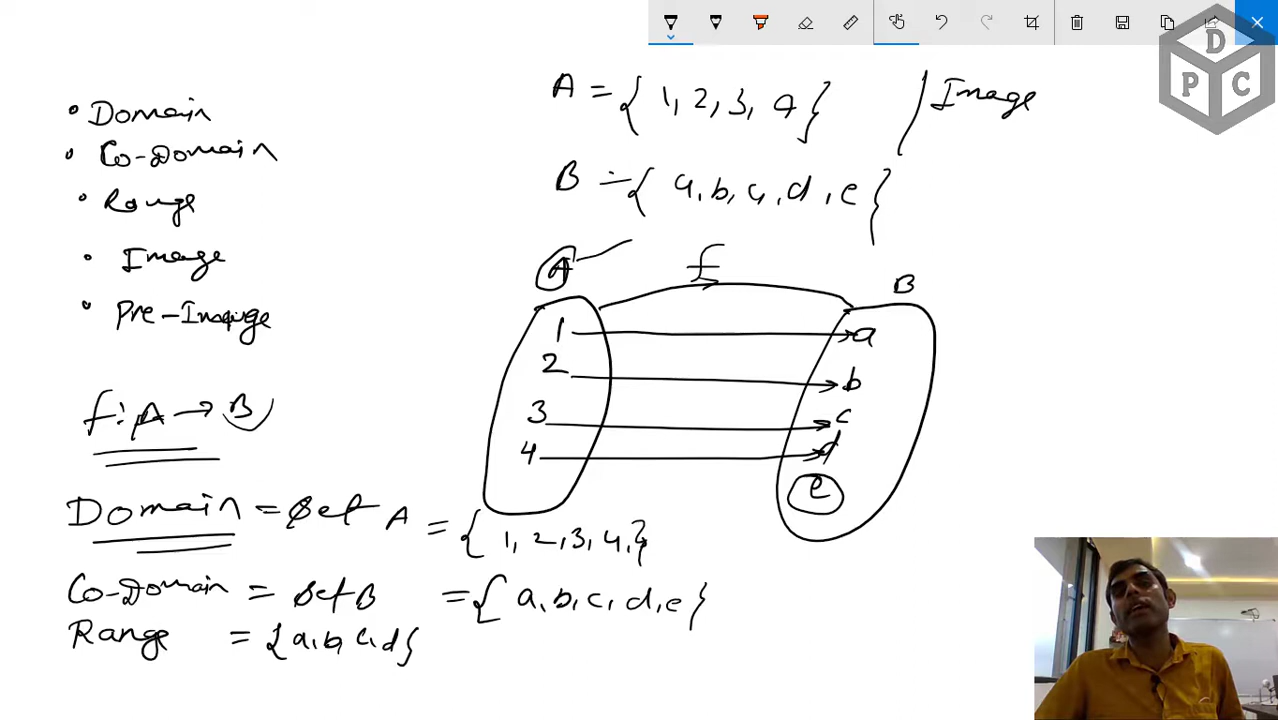 • Domain
• Co-Domain
• Range
• Image
• Pre-Image
f: A → B
A = { 1, 2, 3, 4 }
B = { a, b, c, d, e }
Image
A
f
B
1
2
3
4
a
b
c
d
e
Domain = Set A = { 1, 2, 3, 4, }
Co-Domain = Set B = { a, b, c, d, e }
Range = { a, b, c, d }
D
P C